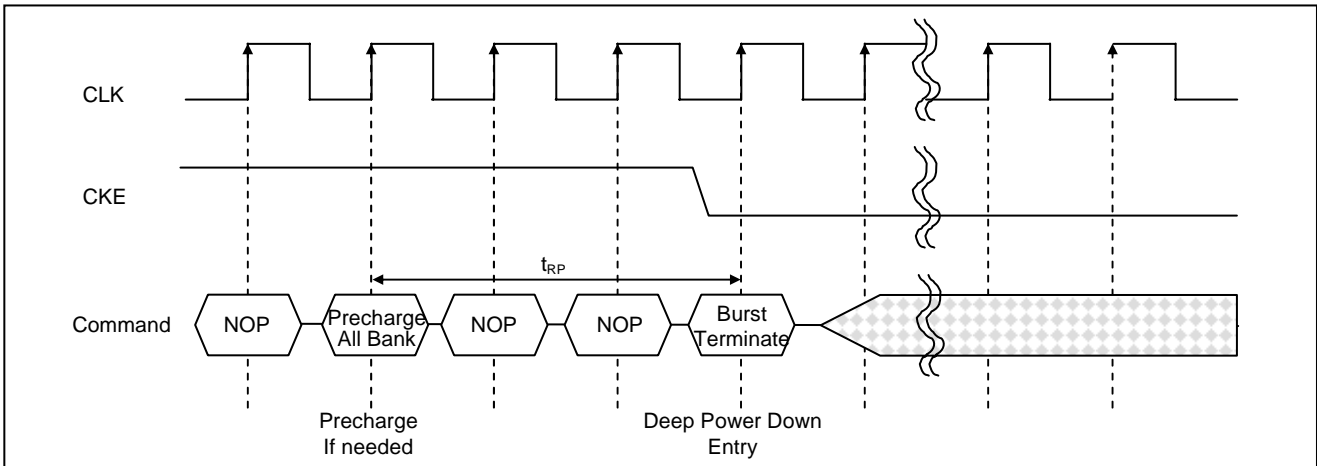 CLK
CKE
tRP
Command
NOP
Precharge
All Bank
NOP
NOP
Burst
Terminate
Precharge
If needed
Deep Power Down
Entry